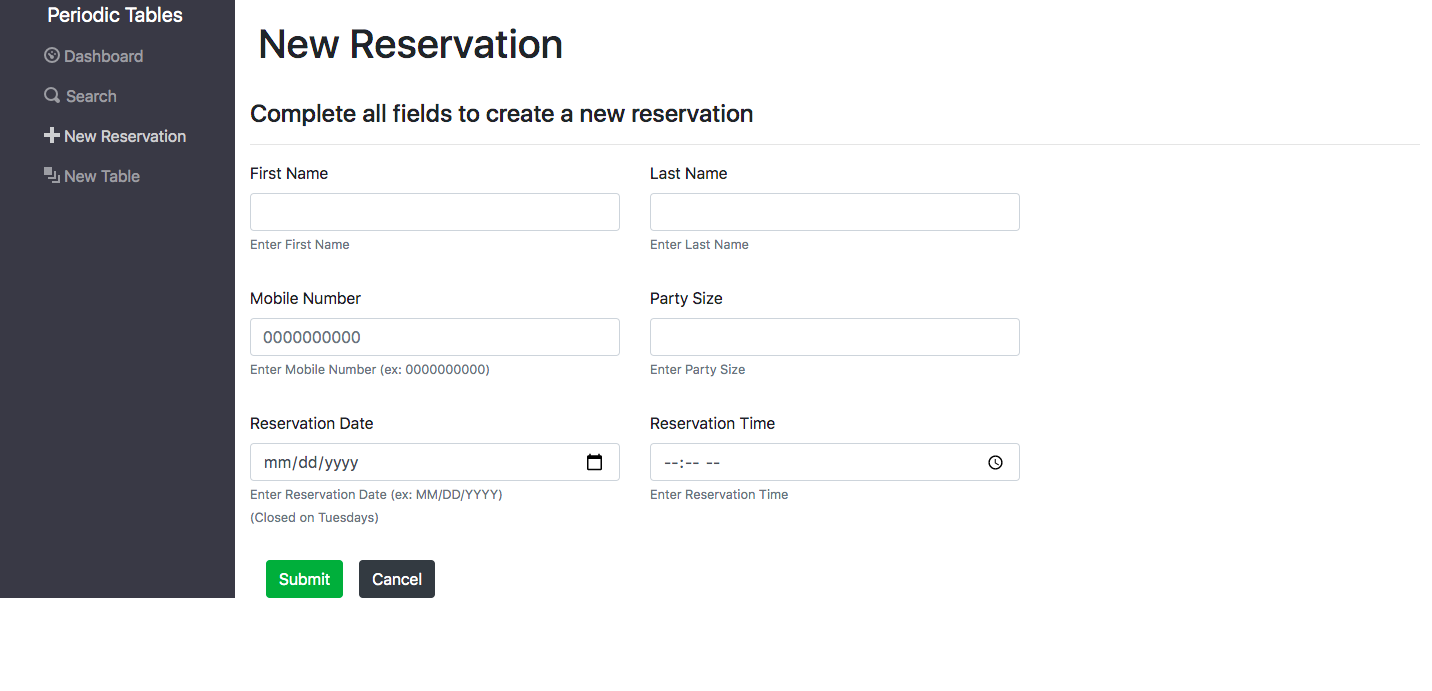 Periodic Tables
Dashboard
Search
New Reservation
New Table
New Reservation
Complete all fields to create a new reservation
First Name
Last Name
Enter First Name
Enter Last Name
Mobile Number
Party Size
0000000000
Enter Mobile Number (ex: 0000000000)
Enter Party Size
Reservation Date
Reservation Time
mm/dd/yyyy
--:-- --
Enter Reservation Date (ex: MM/DD/YYYY)
(Closed on Tuesdays)
Enter Reservation Time
Submit
Cancel